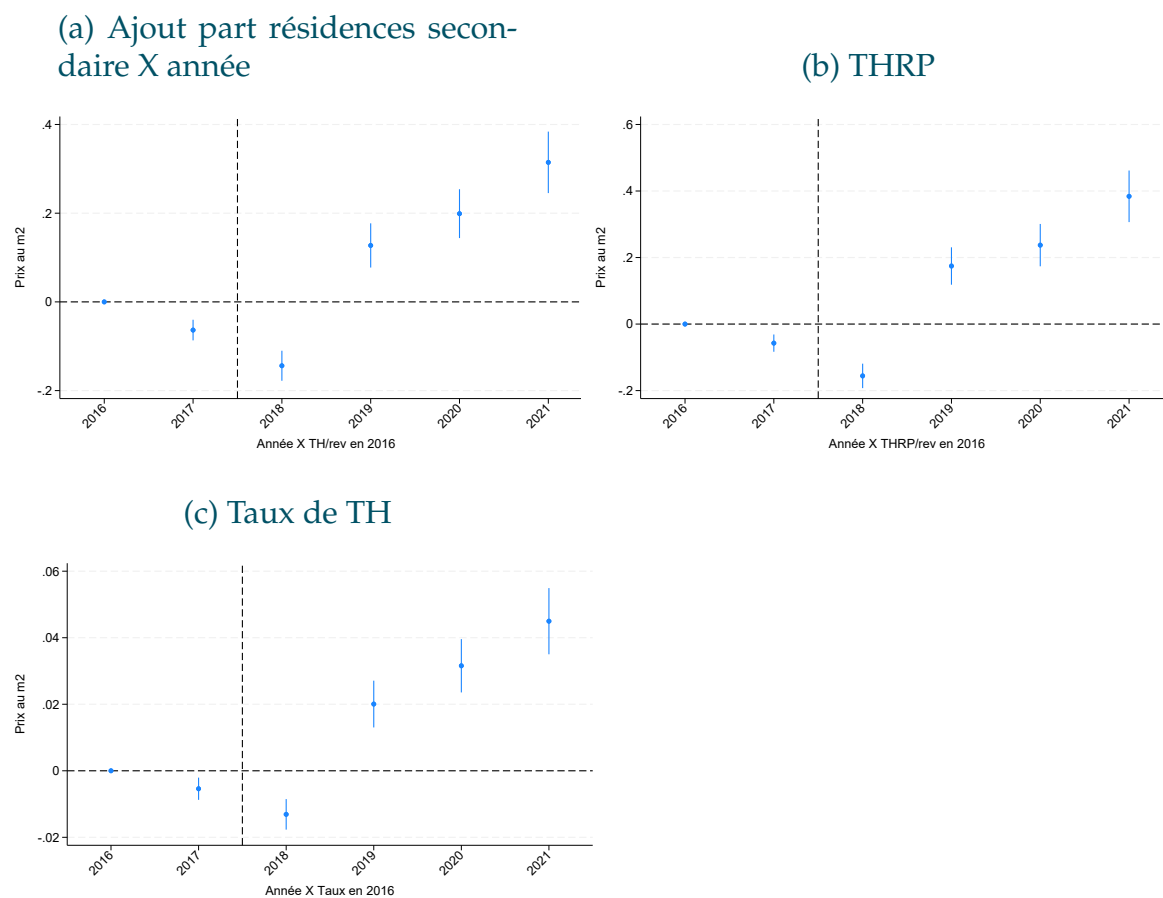 (a) Ajout part résidences secon-
daire X année
.4
.2
0
-.2
Prix au m2
2016 2017 2018 2019 2020 2021
Année X TH/rev en 2016
(b) THRP
.6
.4
.2
0
-.2
Prix au m2
2016 2017 2018 2019 2020 2021
Année X THRP/rev en 2016
(c) Taux de TH
.06
.04
.02
0
-.02
Prix au m2
2016 2017 2018 2019 2020 2021
Année X Taux en 2016